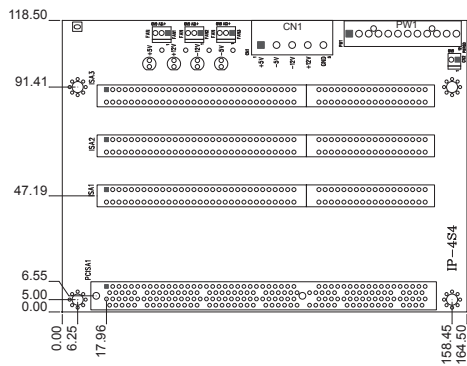 118.50
91.41
47.19
6.55
5.00
0.00
CN1
PW1
+5V
+12V
-12V
-5V
+5V
-5V
-12V
+12V
GND
ISA3
ISA2
ISA1
PCISA1
IP-4S4
0.00
6.25
17.96
158.45
164.50